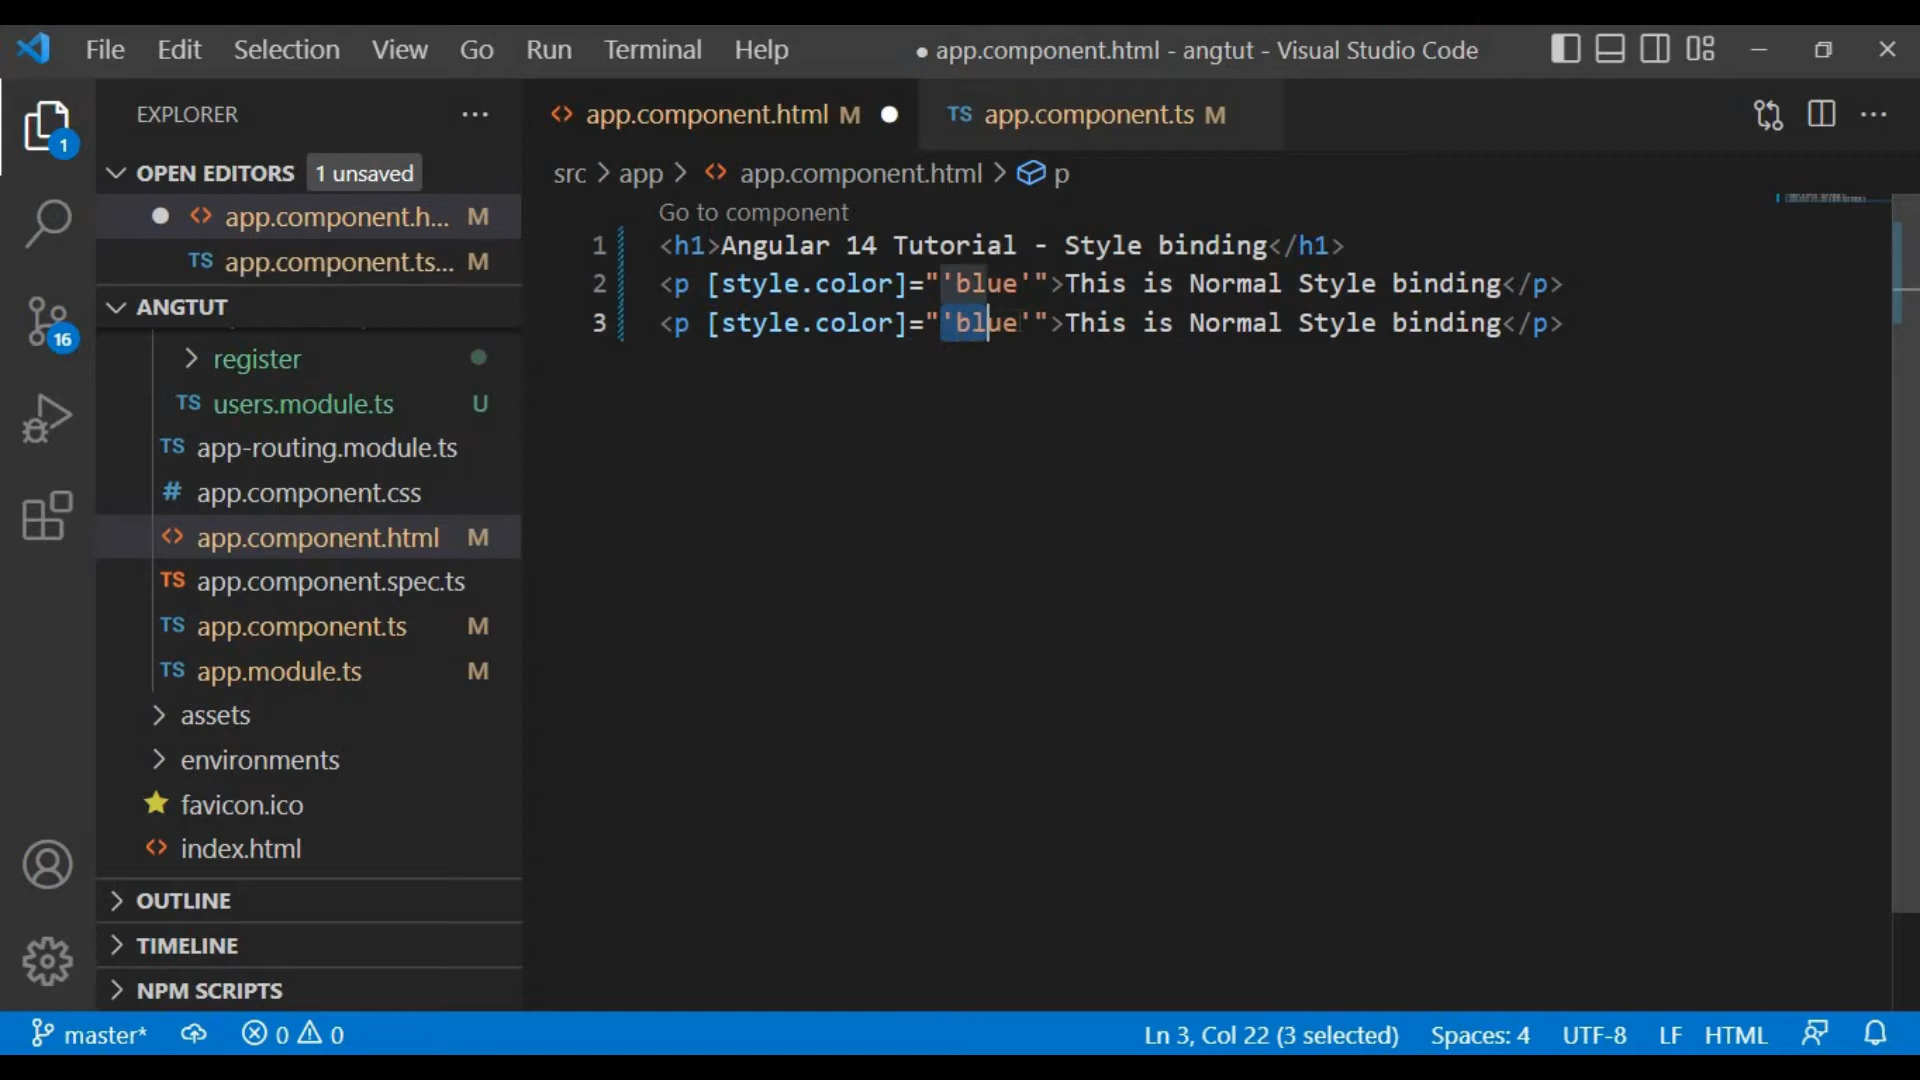 File Edit Selection View Go Run Terminal Help ● app.component.html - angtut - Visual Studio Code
EXPLORER ···
<> app.component.html M ●
TS app.component.ts M
1
OPEN EDITORS 1 unsaved
src > app > <> app.component.html > p
● <> app.component.h... M
TS app.component.ts... M
Go to component
1 <h1>Angular 14 Tutorial - Style binding</h1>
2 <p [style.color]="'blue'">This is Normal Style binding</p>
3 <p [style.color]="'blue'">This is Normal Style binding</p>
ANGTUT
16
register
TS users.module.ts U
TS app-routing.module.ts
# app.component.css
<> app.component.html M
TS app.component.spec.ts
TS app.component.ts M
TS app.module.ts M
assets
environments
favicon.ico
<> index.html
OUTLINE
TIMELINE
NPM SCRIPTS
master* 0 0 Ln 3, Col 22 (3 selected) Spaces: 4 UTF-8 LF HTML